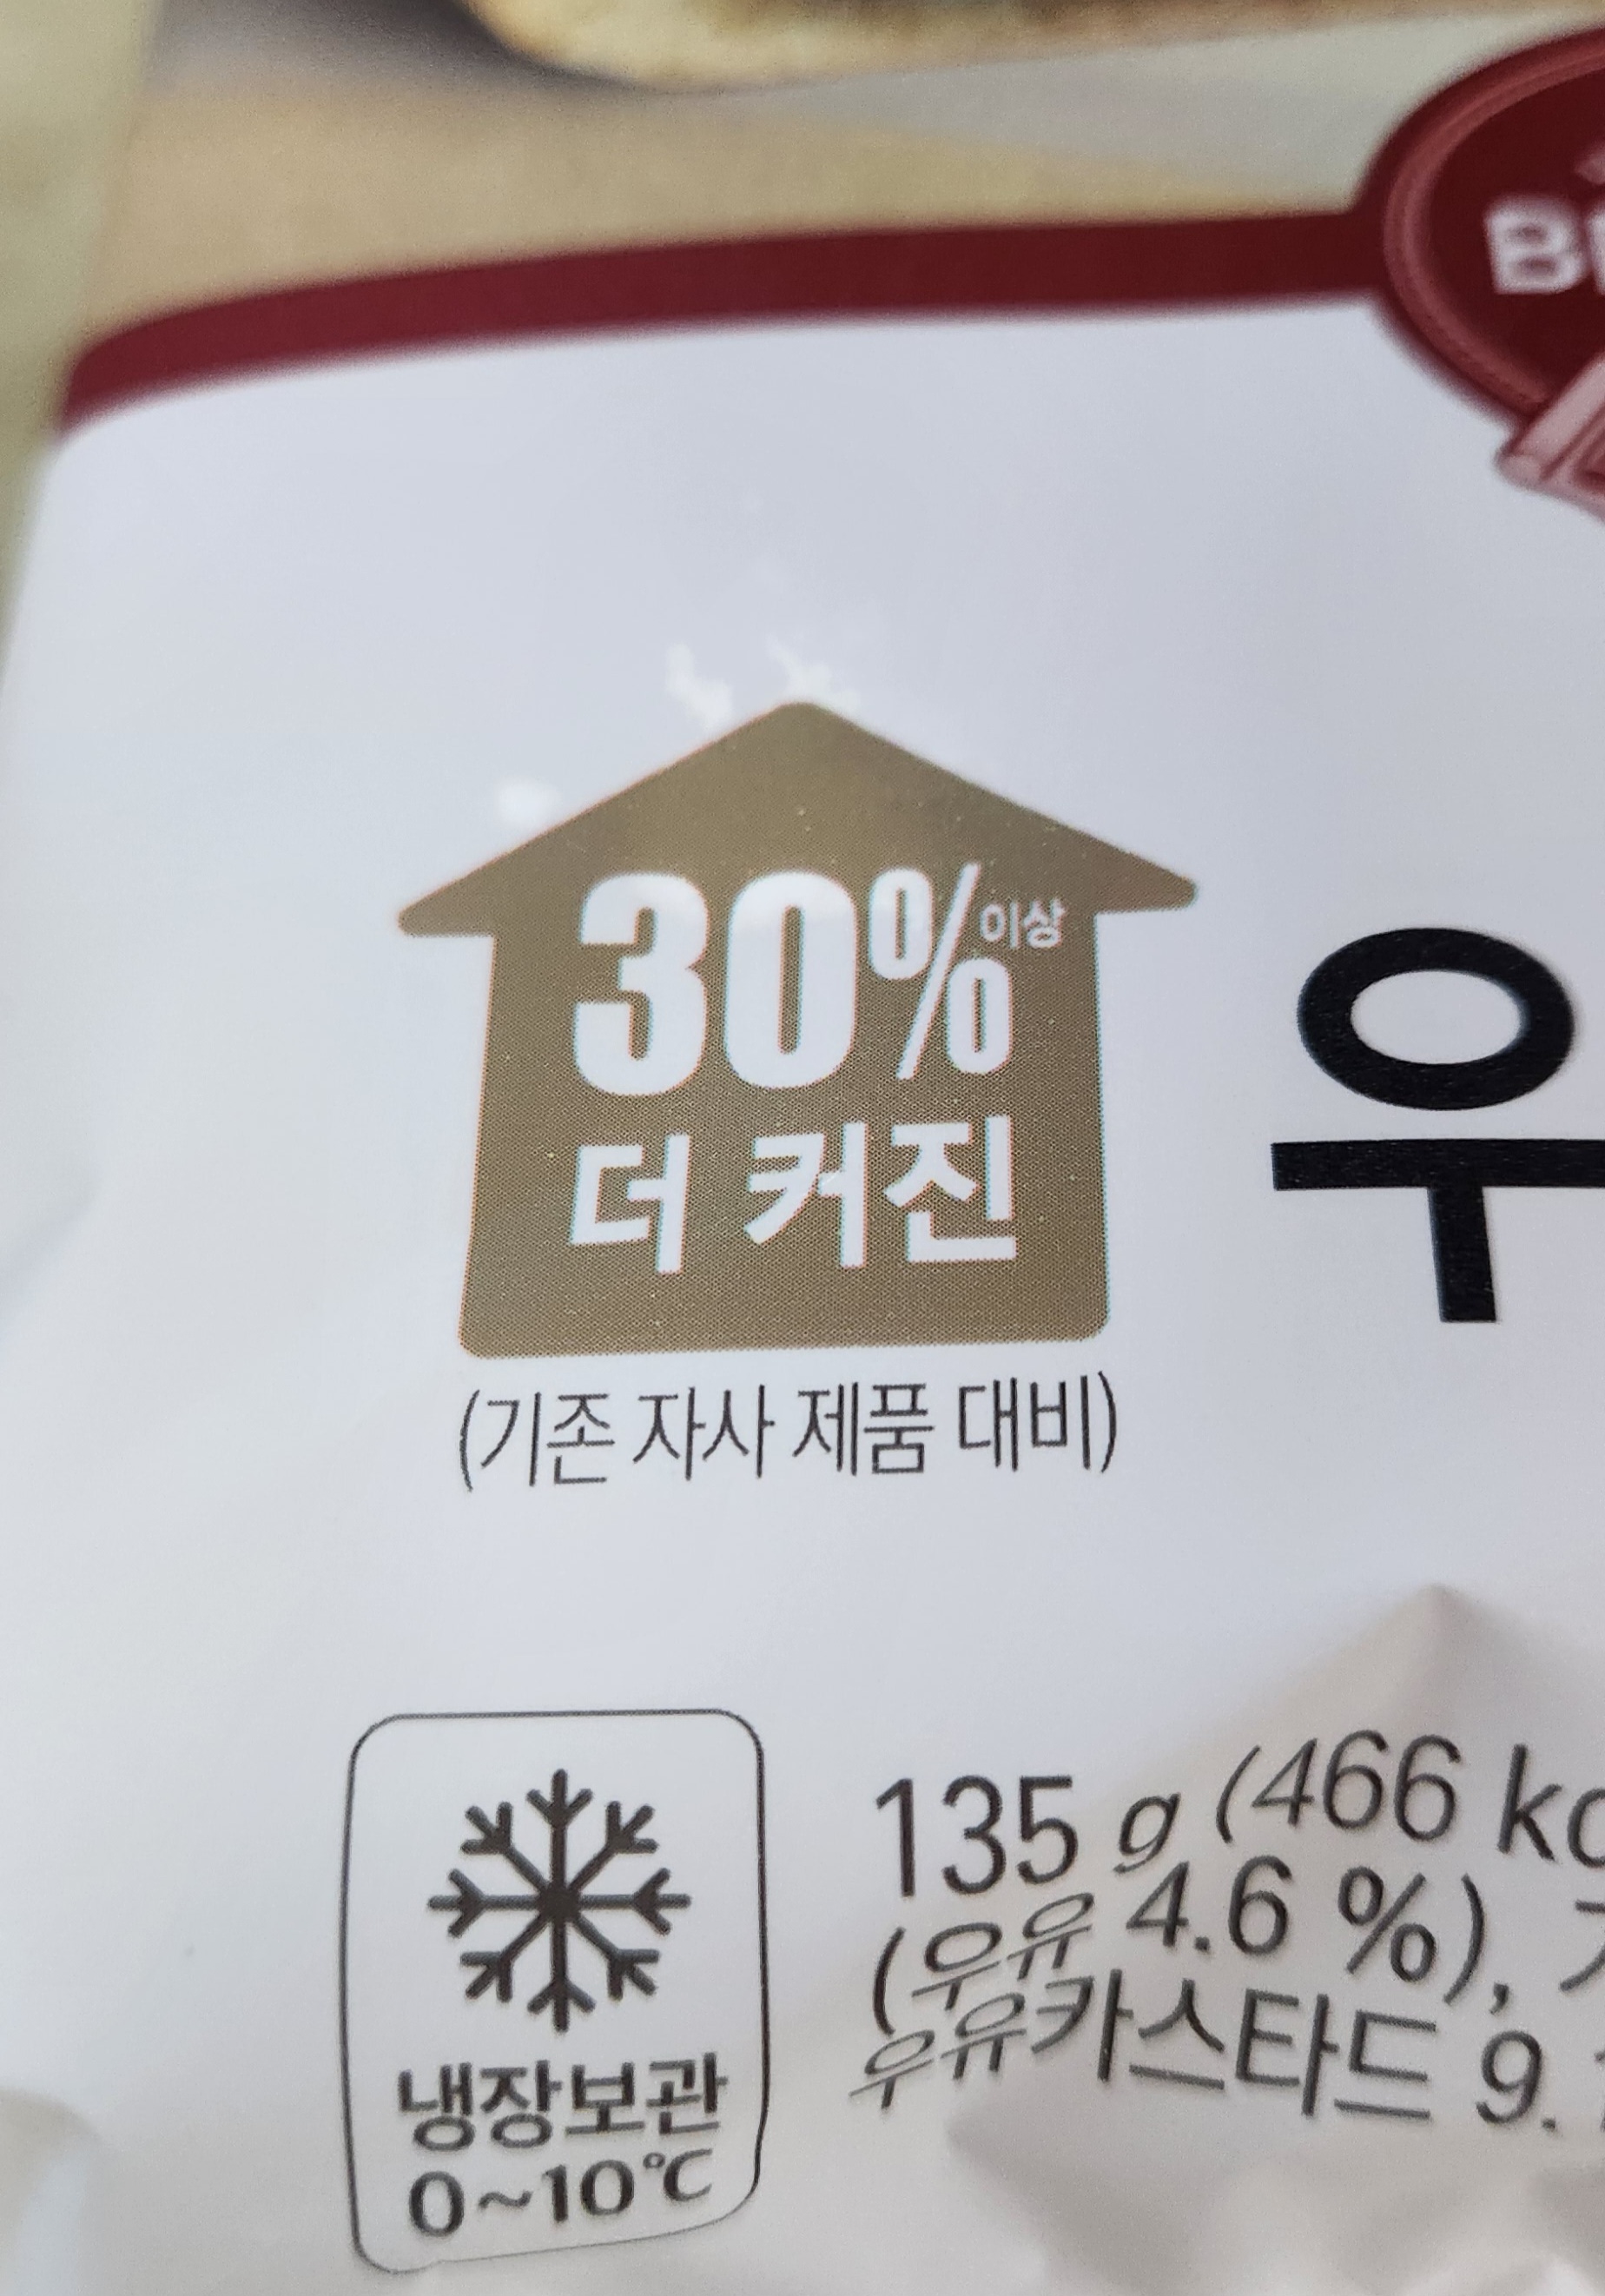 30% 이상
더 커진
우
(기존 자사 제품 대비)
135 g (466
(우유 4.6 %),
우유카스타드 9.
냉장보관
0~10℃